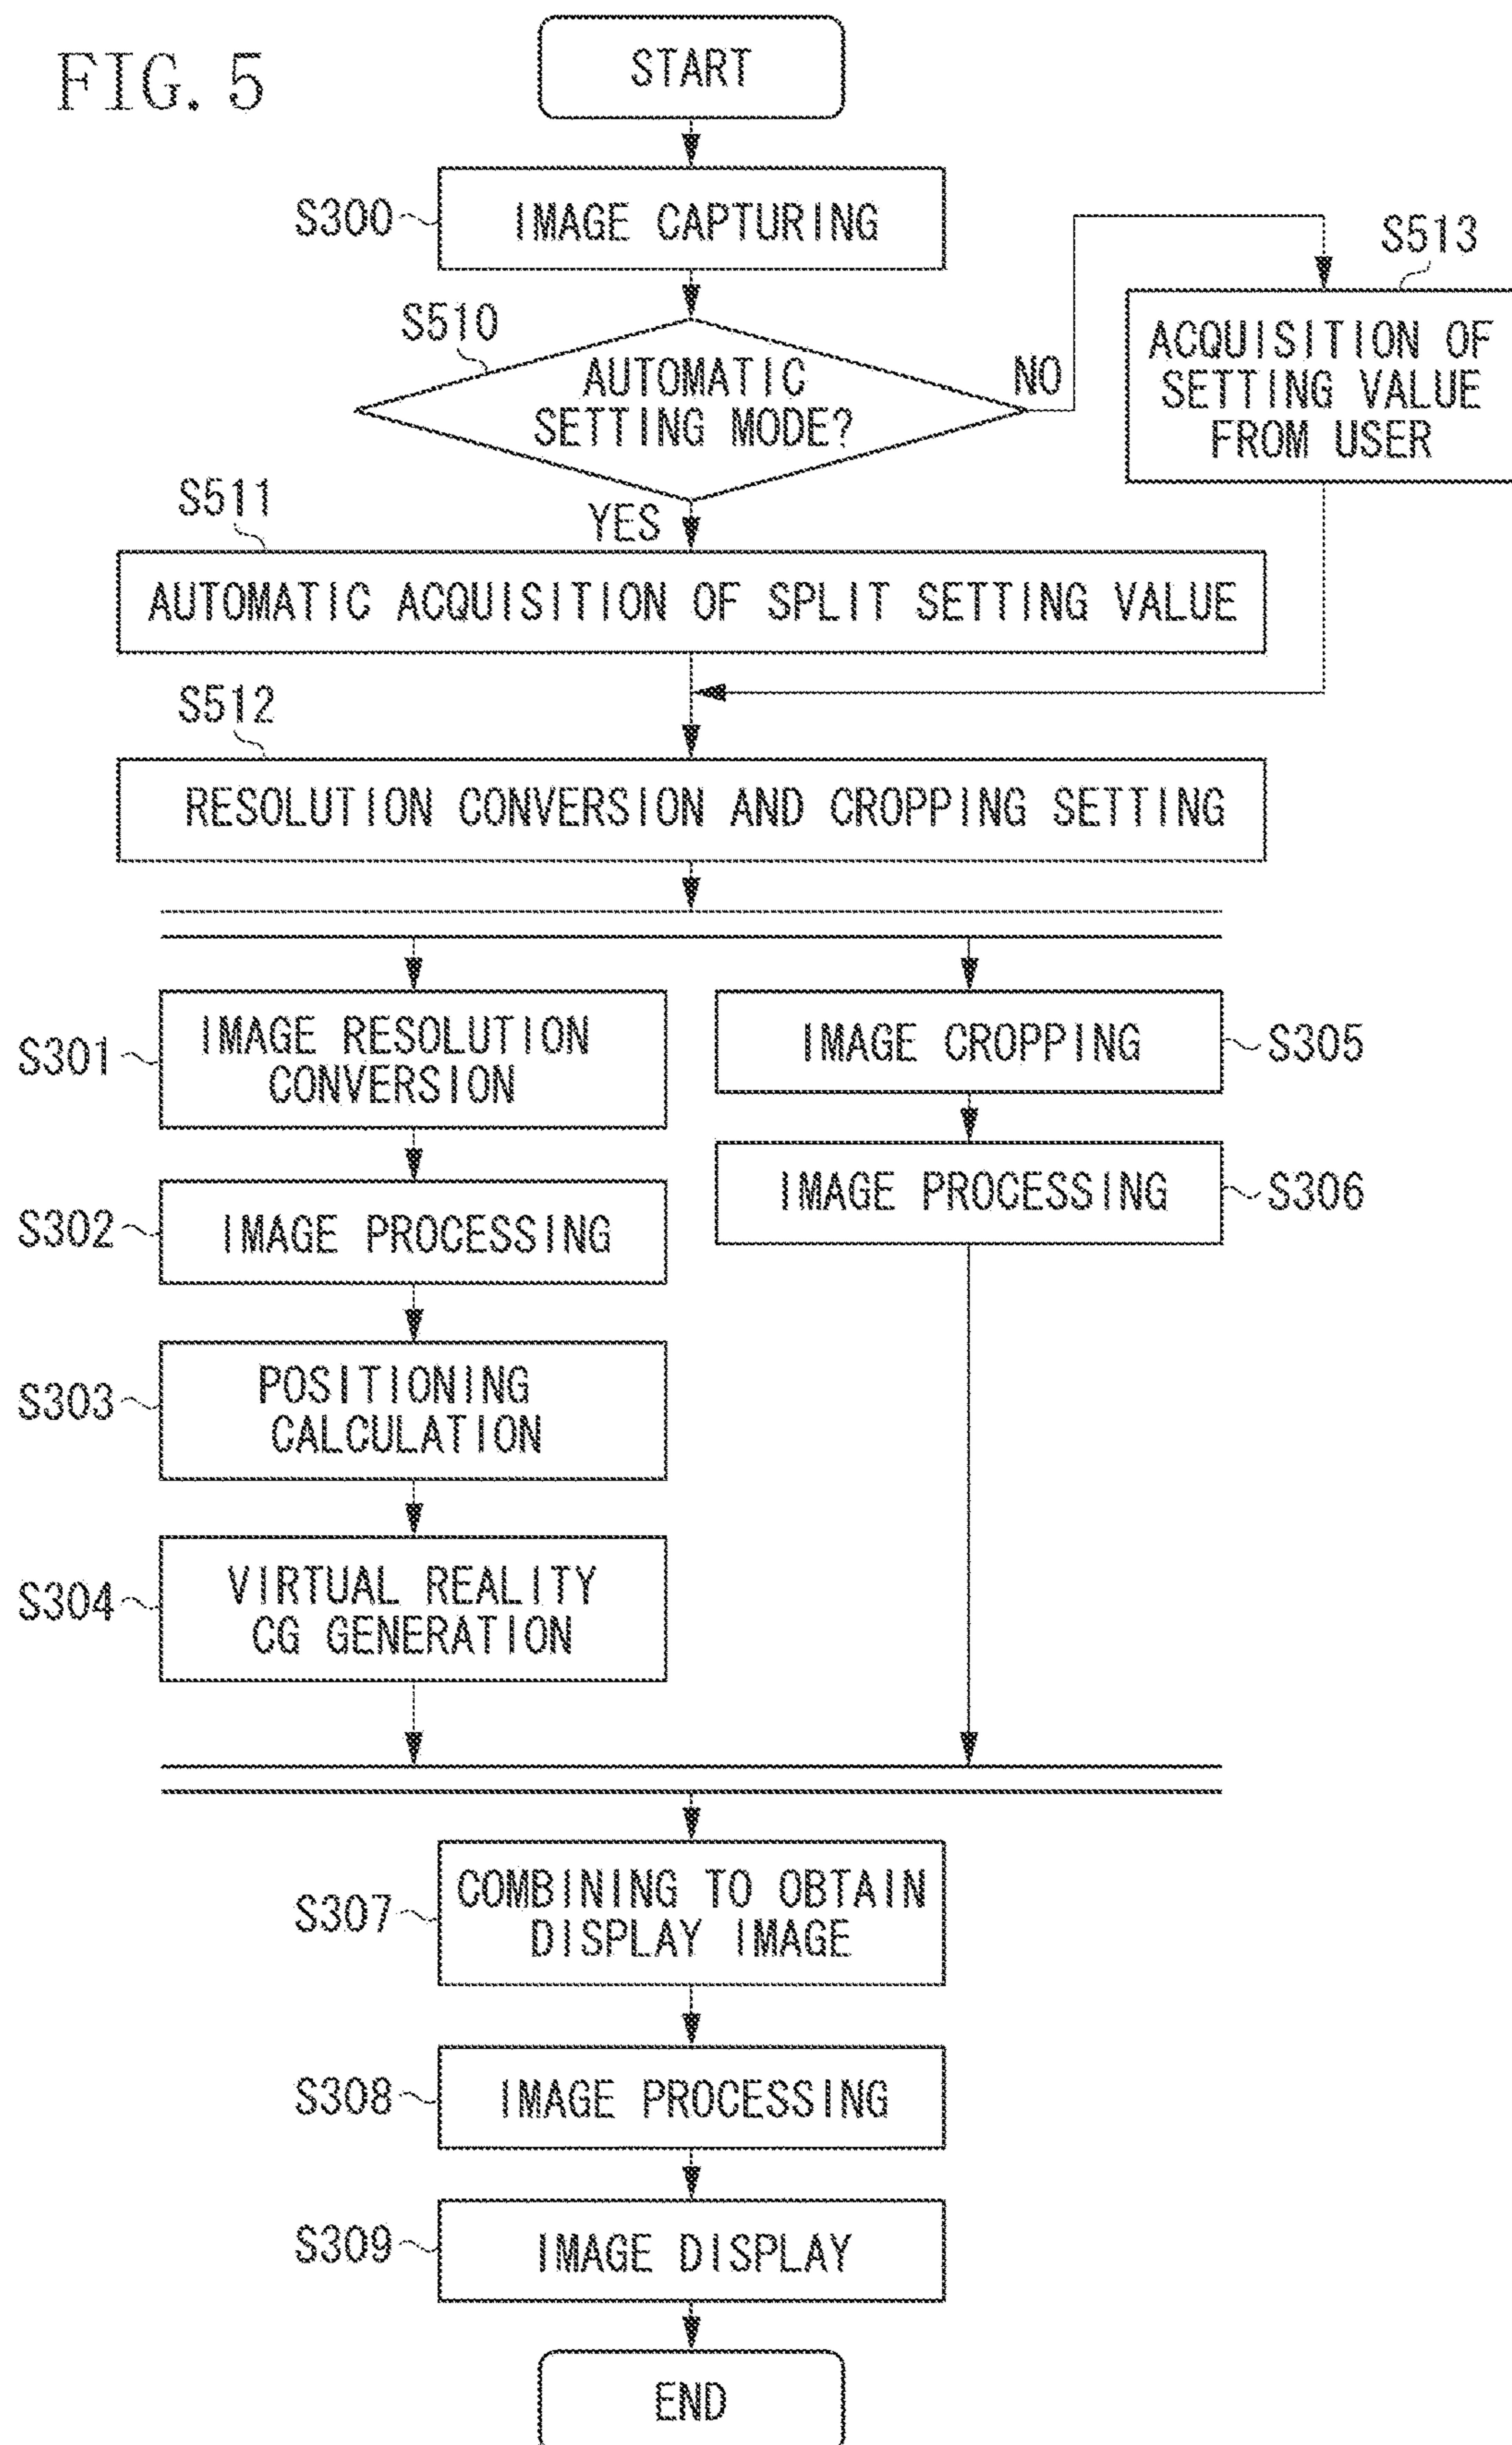 FIG. 5
START
S300
IMAGE CAPTURING
S510
AUTOMATIC
SETTING MODE?
NO
S513
ACQUISITION OF
SETTING VALUE
FROM USER
YES
S511
AUTOMATIC ACQUISITION OF SPLIT SETTING VALUE
S512
RESOLUTION CONVERSION AND CROPPING SETTING
S301
IMAGE RESOLUTION
CONVERSION
IMAGE CROPPING
S305
S302
IMAGE PROCESSING
IMAGE PROCESSING
S306
S303
POSITIONING
CALCULATION
S304
VIRTUAL REALITY
CG GENERATION
S307
COMBINING TO OBTAIN
DISPLAY IMAGE
S308
IMAGE PROCESSING
S309
IMAGE DISPLAY
END